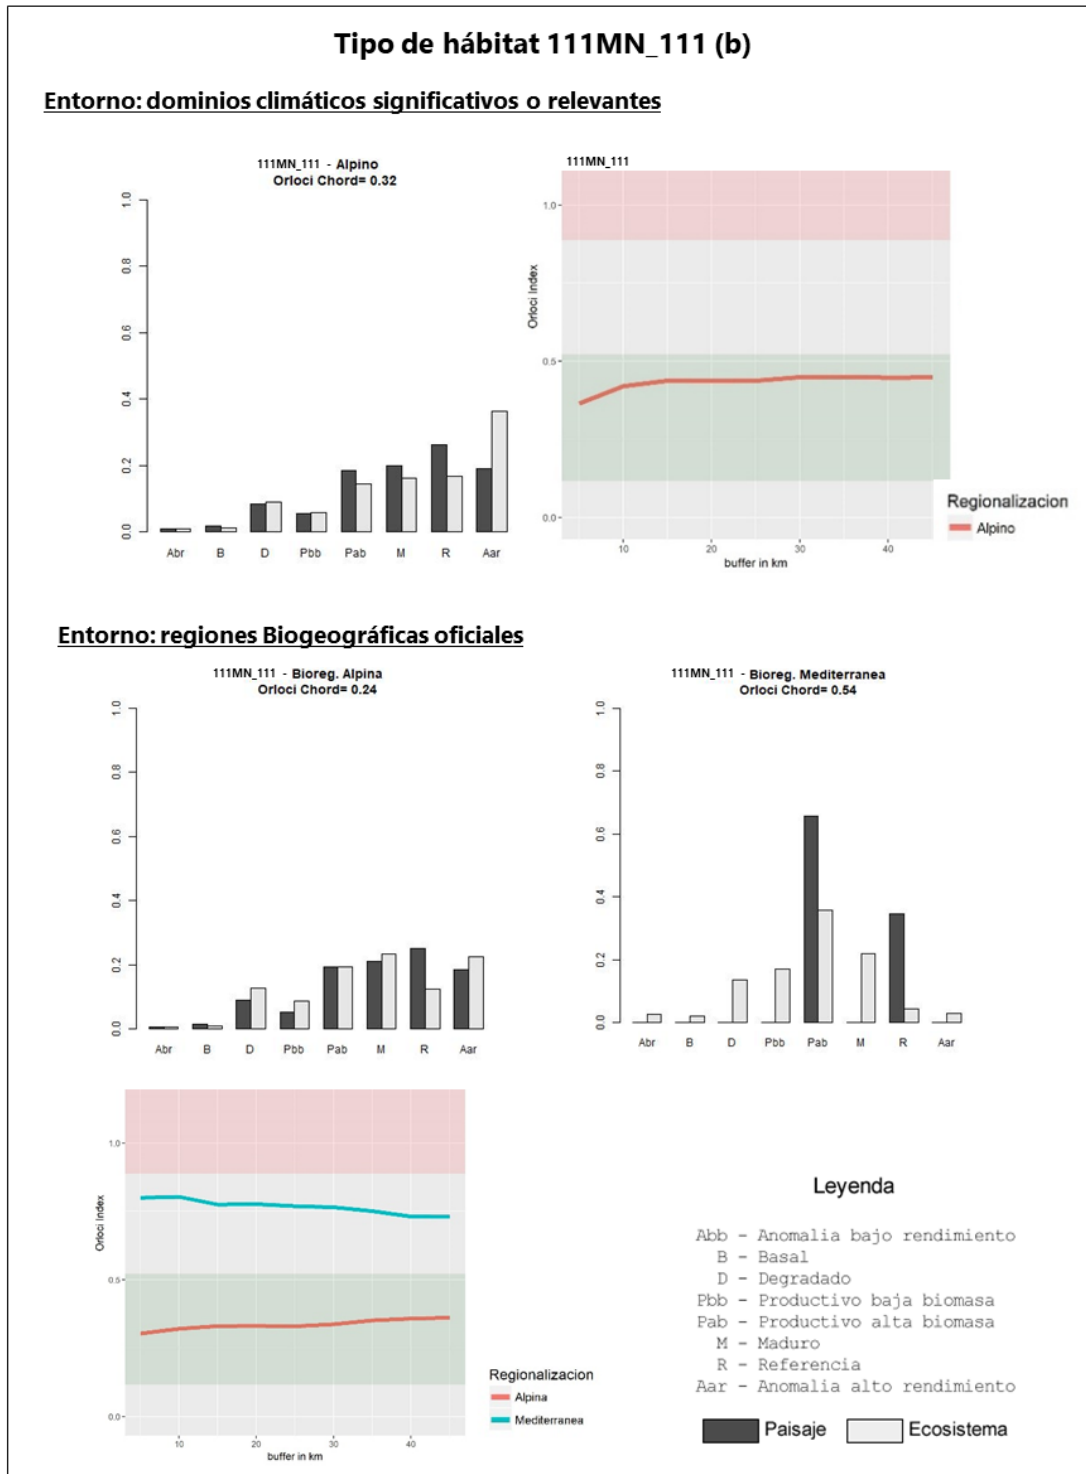 Tipo de hábitat 111MN_111 (b)
Entorno: dominios climáticos significativos o relevantes
111MN_111 - Alpino
Orloci Chord= 0.32
1.0
0.8
0.6
0.4
0.2
0.0
Abr B D Pbb Pab M R Aar
111MN_111
Orloci Index
1.0
0.5
0.0
10 20 30 40
buffer in km
Regionalizacion
Alpino
Entorno: regiones Biogeográficas oficiales
111MN_111 - Bioreg. Alpina
Orloci Chord= 0.24
1.0
0.8
0.6
0.4
0.2
0.0
Abr B D Pbb Pab M R Aar
111MN_111 - Bioreg. Mediterranea
Orloci Chord= 0.54
1.0
0.8
0.6
0.4
0.2
0.0
Abr B D Pbb Pab M R Aar
Orloci Index
1.0
0.5
0.0
10 20 30 40
buffer in km
Regionalizacion
Alpina
Mediterranea
Leyenda
Abb - Anomalia bajo rendimiento
B - Basal
D - Degradado
Pbb - Productivo baja biomasa
Pab - Productivo alta biomasa
M - Maduro
R - Referencia
Aar - Anomalia alto rendimiento
Paisaje Ecosistema